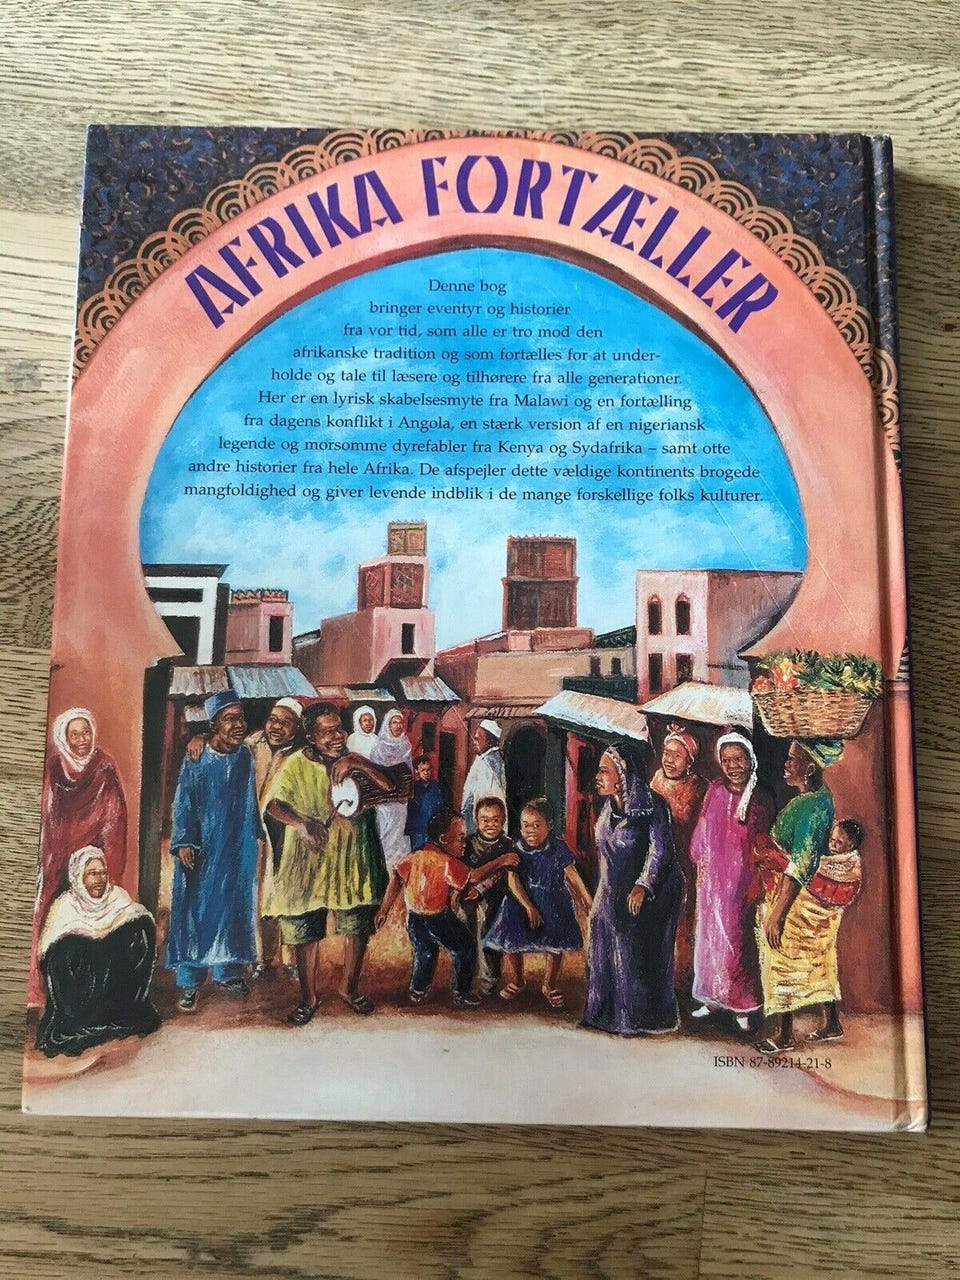 AFRIKA FORTÆLLER
Denne bog
bringer eventyr og historier
fra vor tid, som alle er tro mod den
afrikanske tradition og som fortælles for at under-
holde og tale til læsere og tilhørere fra alle generationer.
Her er en lyrisk skabelsesmyte fra Malawi og en fortælling
fra dagens konflikt i Angola, en stærk version af en nigeriansk
legende og morsomme dyrefabler fra Kenya og Sydafrika – samt otte
andre historier fra hele Afrika. De afspejler dette vældige kontinents brogede
mangfoldighed og giver levende indblik i de mange forskellige folks kulturer.
ISBN 87-89214-21-8